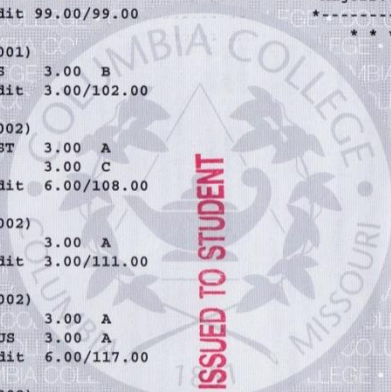 dit 99.00/99.00
*--------
* * *
001)
S 3.00 B
dit 3.00/102.00
002)
ST 3.00 A
3.00 C
dit 6.00/108.00
002)
3.00 A
dit 3.00/111.00
002)
3.00 A
US 3.00 A
dit 6.00/117.00
COLUMBIA COLLEGE
COLUMBIA MISSOURI
18
ISSUED TO STUDENT